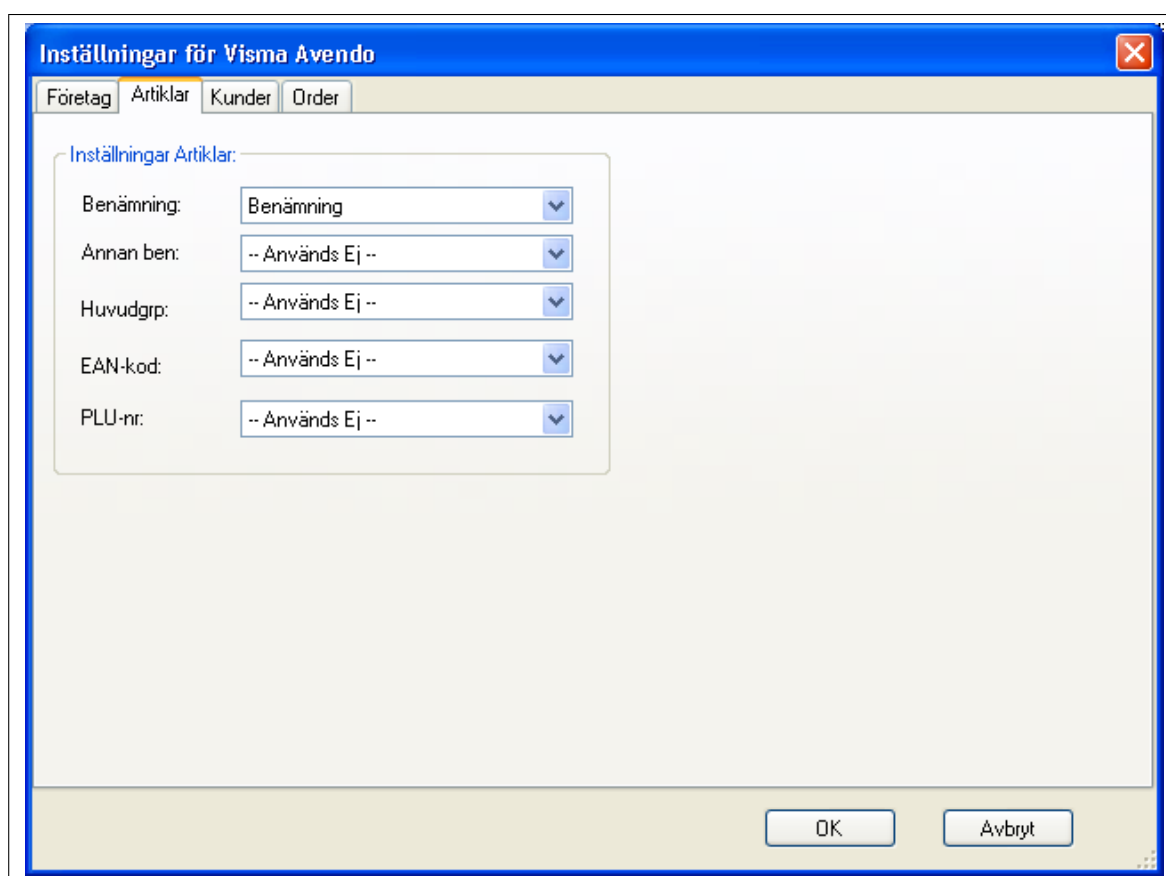 Inställningar för Visma Avendo
Företag Artiklar Kunder Order
Inställningar Artiklar:
Benämning: Benämning
Annan ben: -- Används Ej --
Huvudgrp: -- Används Ej --
EAN-kod: -- Används Ej --
PLU-nr: -- Används Ej --
OK Avbryt